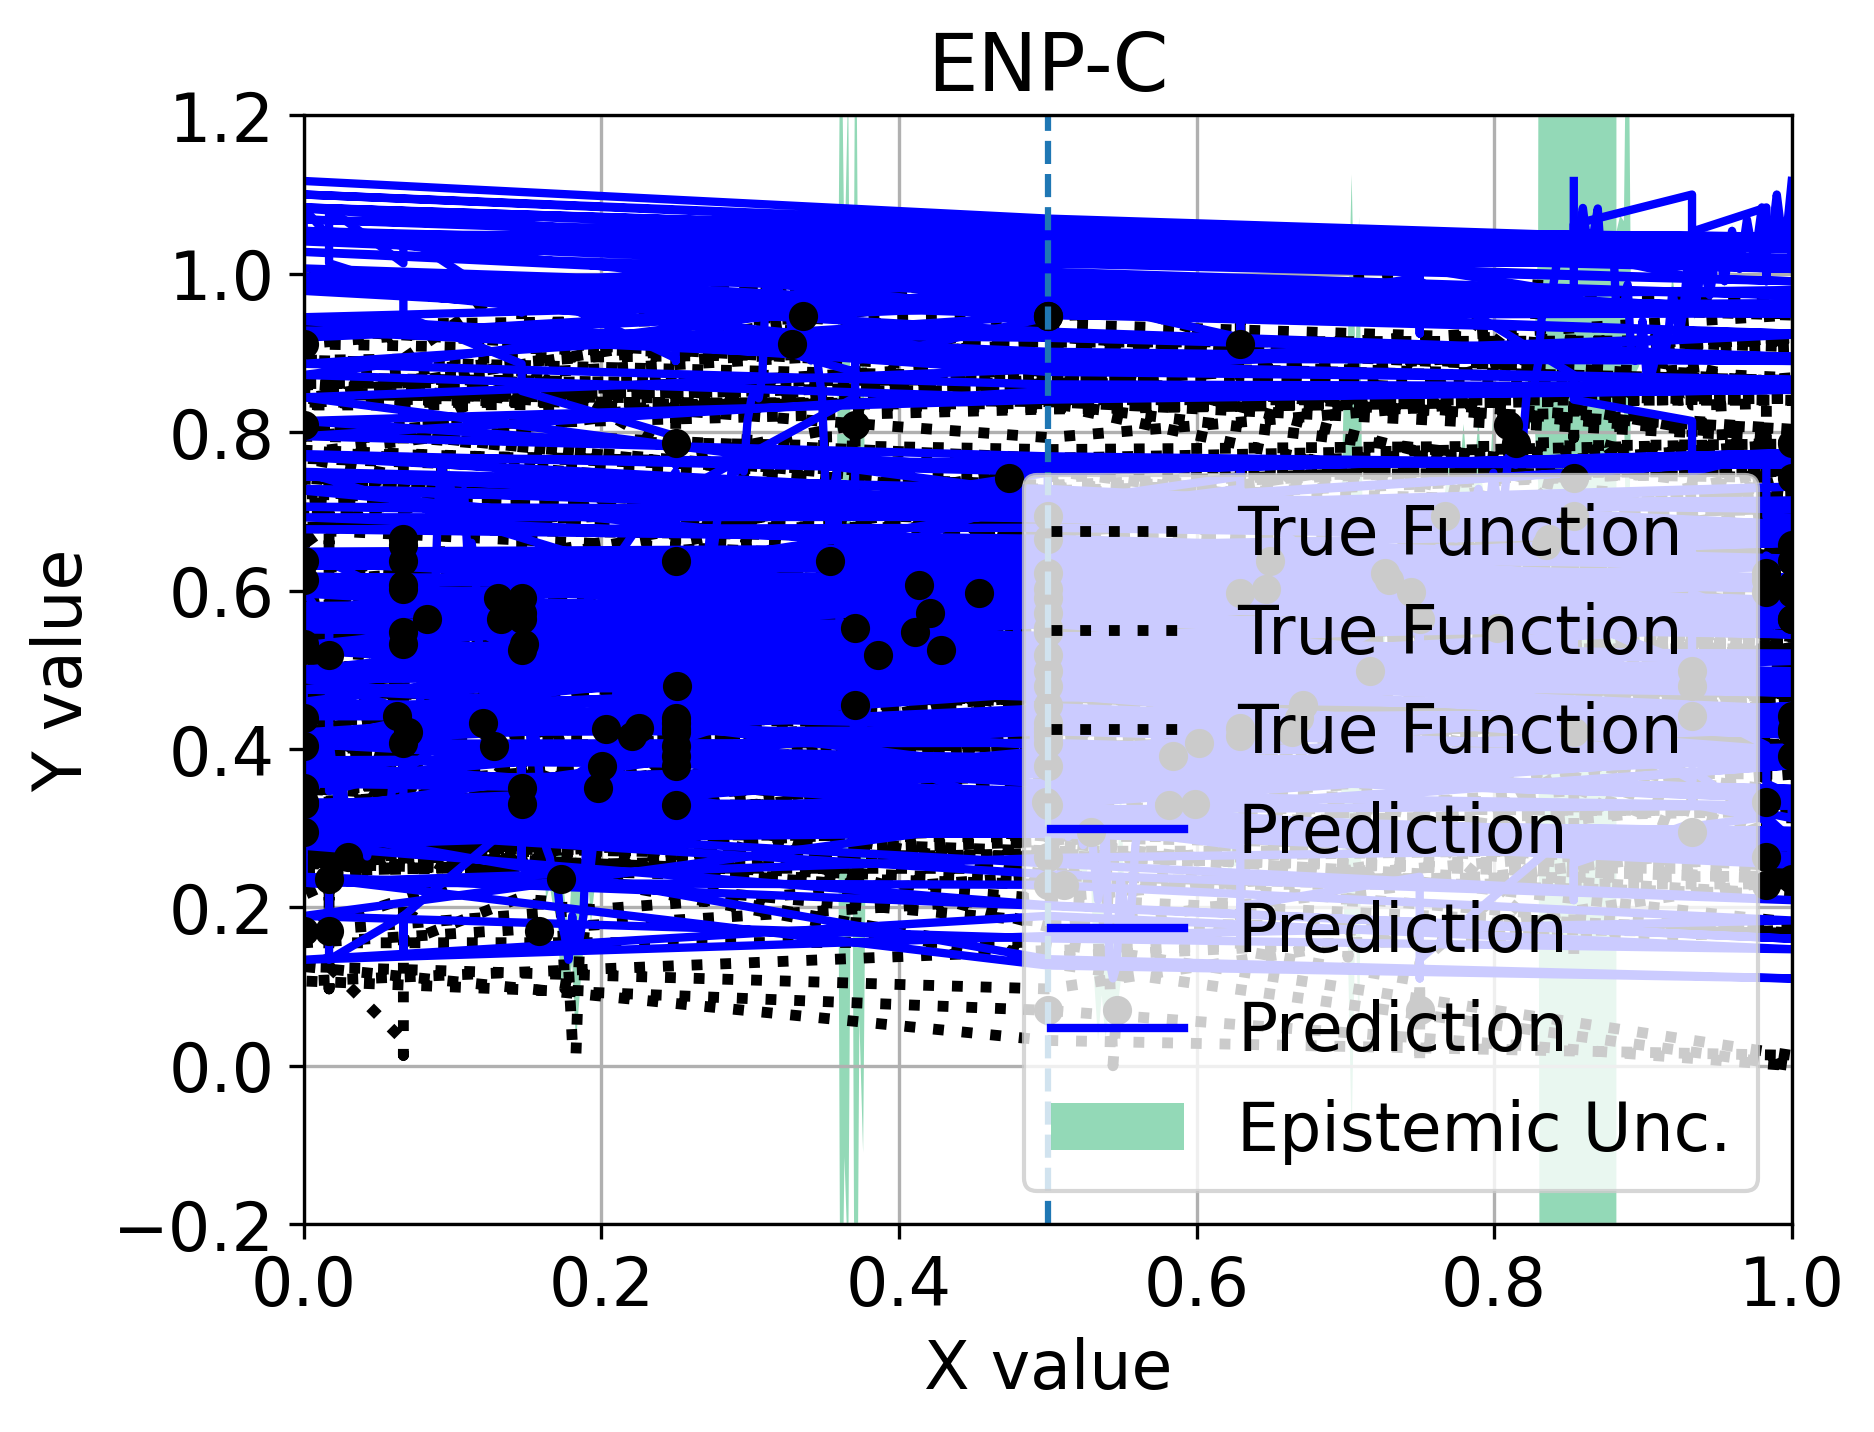 ENP-C
1.2
1.0
0.8
0.6
0.4
0.2
0.0
−0.2
Y value
True Function
True Function
True Function
Prediction
Prediction
Prediction
Epistemic Unc.
0.0 0.2 0.4 0.6 0.8 1.0
X value